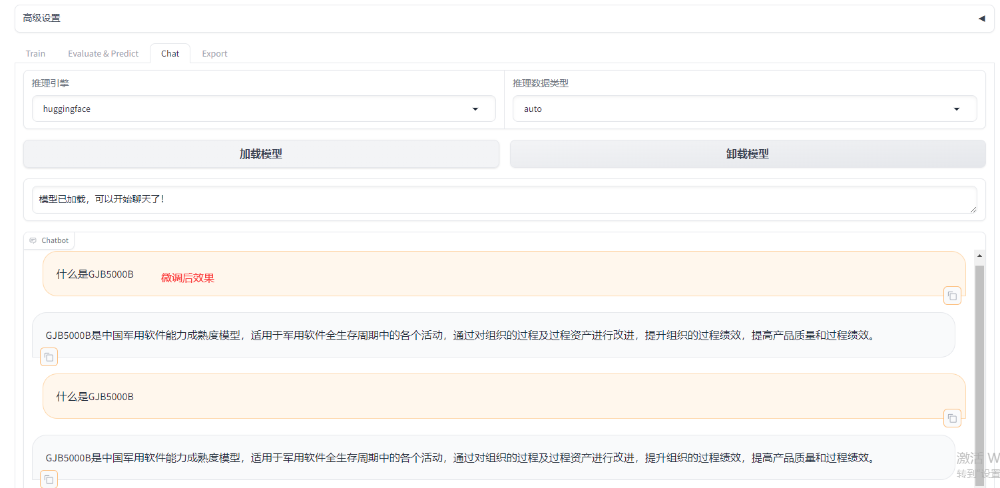 高级设置
Train Evaluate & Predict Chat Export
推理引擎 推理数据类型
huggingface auto
加载模型 卸载模型
模型已加载，可以开始聊天了！
Chatbot
什么是GJB5000B 微调后效果
GJB5000B是中国军用软件能力成熟度模型，适用于军用软件全生存周期中的各个活动，通过对组织的过程及过程资产进行改进，提升组织的过程绩效，提高产品质量和过程绩效。
什么是GJB5000B
GJB5000B是中国军用软件能力成熟度模型，适用于军用软件全生存周期中的各个活动，通过对组织的过程及过程资产进行改进，提升组织的过程绩效，提高产品质量和过程绩效。
激活 W
转到"设置